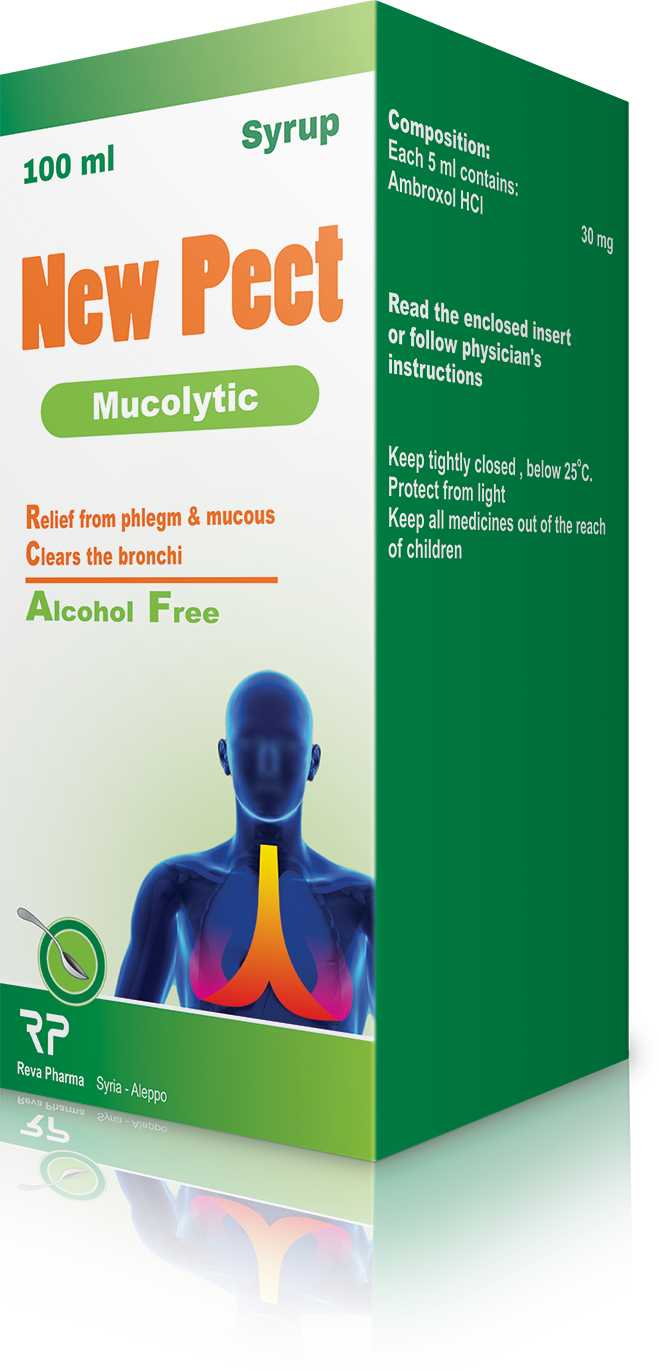 Syrup
100 ml
New Pect
Mucolytic
Relief from phlegm & mucous
Clears the bronchi
Alcohol Free
RP
Reva Pharma Syria - Aleppo
Composition:
Each 5 ml contains:
Ambroxol HCl
30 mg
Read the enclosed insert
or follow physician's
instructions
Keep tightly closed , below 25°C.
Protect from light
Keep all medicines out of the reach
of children